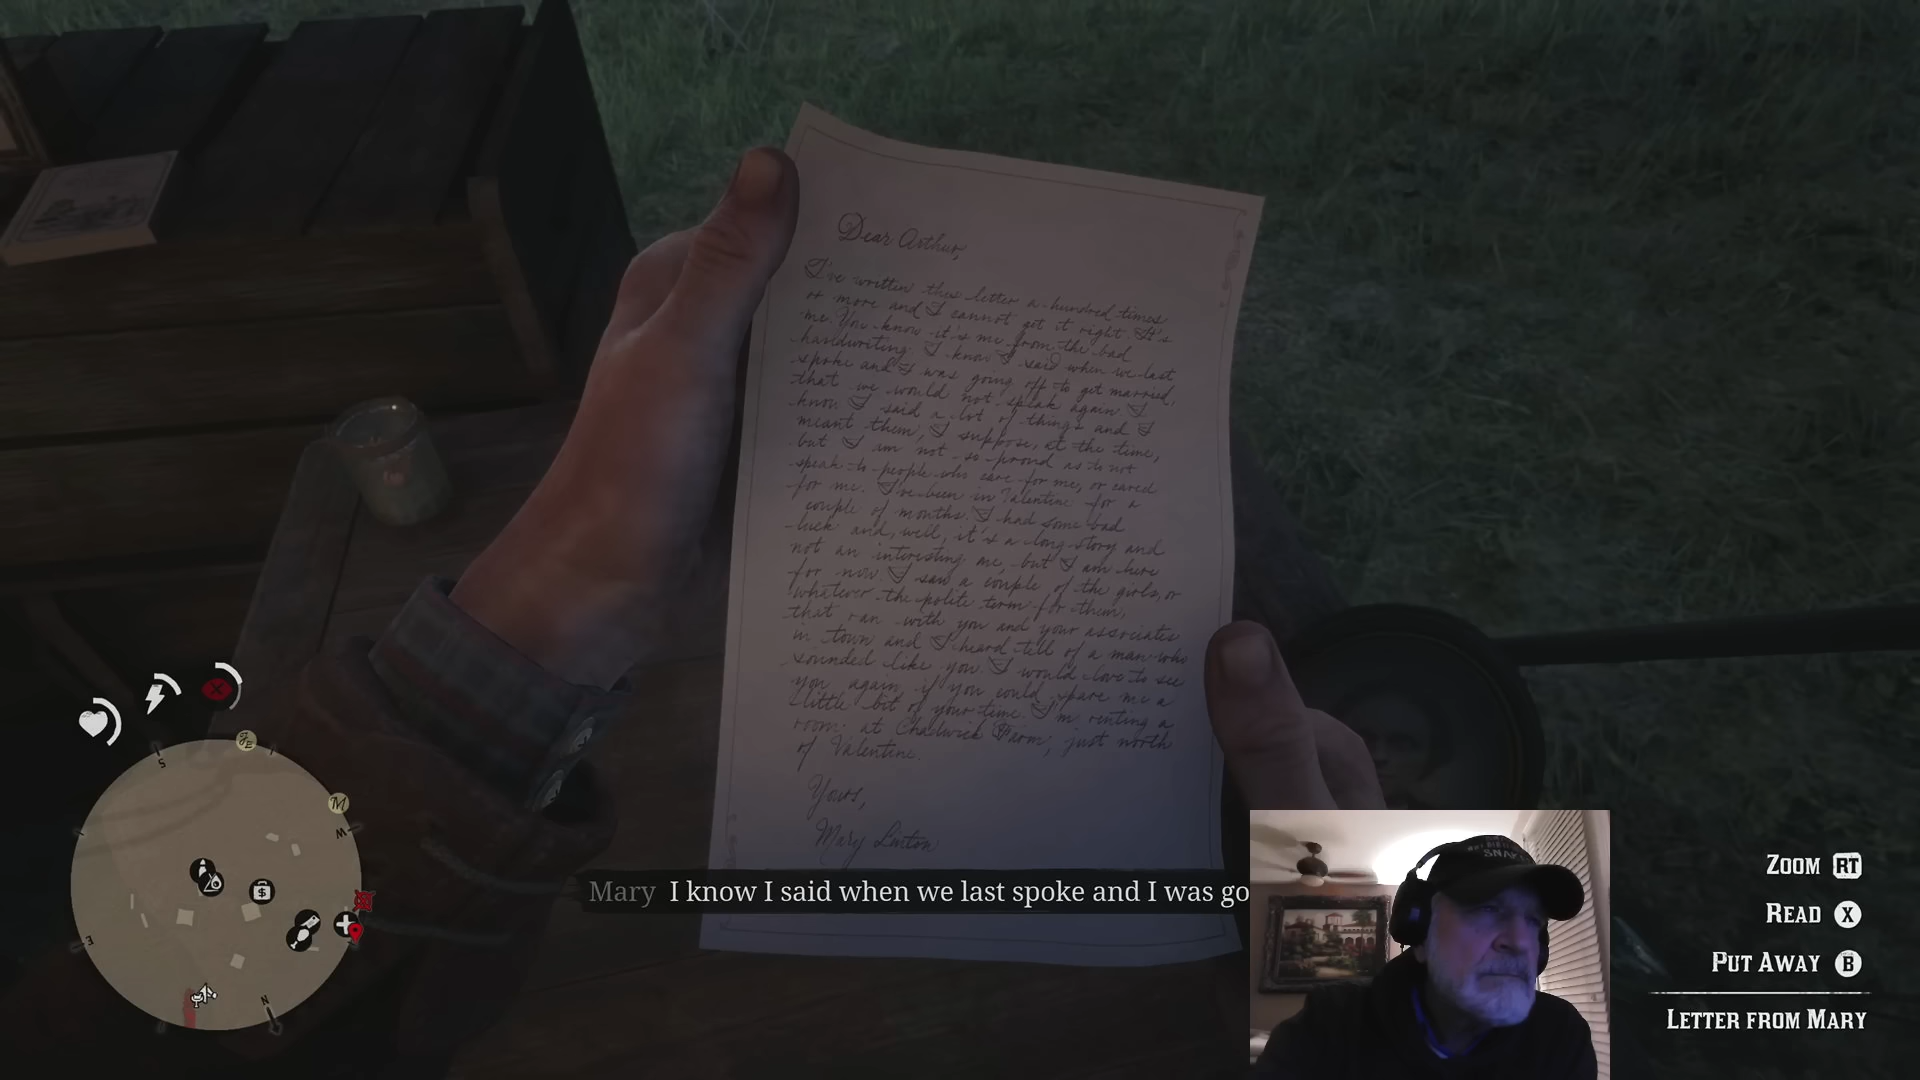 Dear Arthur,
I've written this letter a hundred times
or more and I cannot get it right. It's
me. You know it's me from the bad
handwriting. I know I said when we last
spoke and I was going off to get married,
that we would not speak again. I
know I said a lot of things and I
meant them, I suppose, at the time,
but I am not so proud as to not
speak to people who care for me, or cared
for me. I've been in Valentine for a
couple of months. I had some bad
luck and, well, it's a long story and
not an interesting one, but I am here
for now. I saw a couple of the girls, or
whatever the polite term for them,
that ran with you and your associates
in town and I heard tell of a man who
sounded like you. I would love to see
you again if you could spare me a
little bit of your time. I'm renting a
room at Chadwick Farm, just north
of Valentine.
Yours,
Mary Linton
Mary I know I said when we last spoke and I was go
S
JE
M
W
E
N
$
ZOOM RT
READ X
PUT AWAY B
LETTER FROM MARY